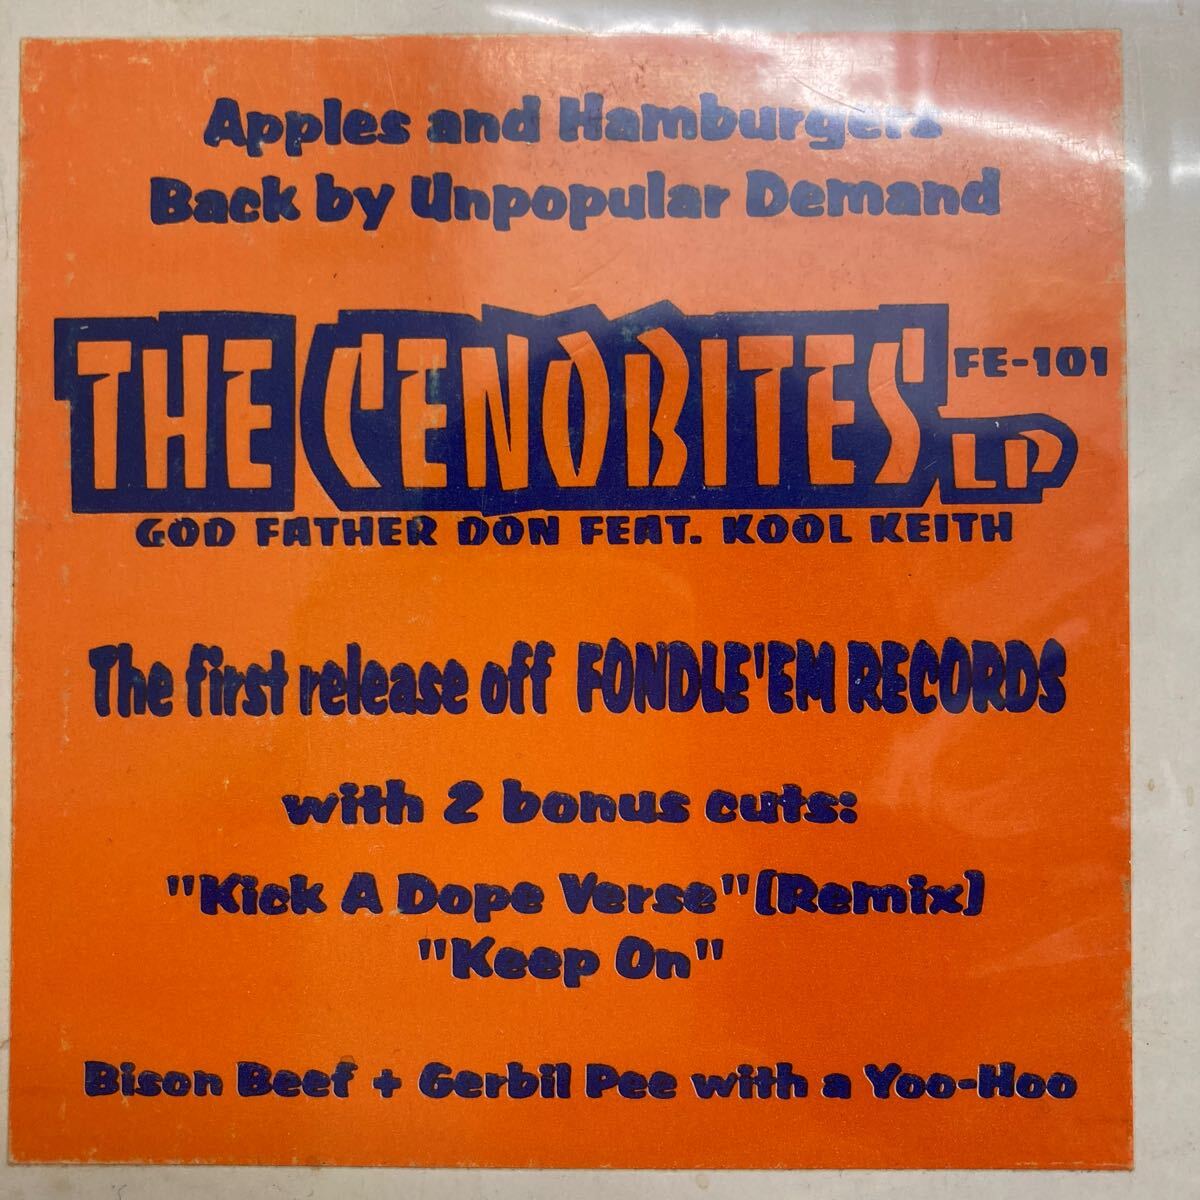 Apples and Hamburgers
Back by Unpopular Demand
THE CENOBITES
FE-101
LP
GOD FATHER DON FEAT. KOOL KEITH
The first release off FONDLE'EM RECORDS
with 2 bonus cuts:
"Kick A Dope Verse" (Remix)
"Keep On"
Bison Beef + Gerbil Pee with a Yoo-Hoo